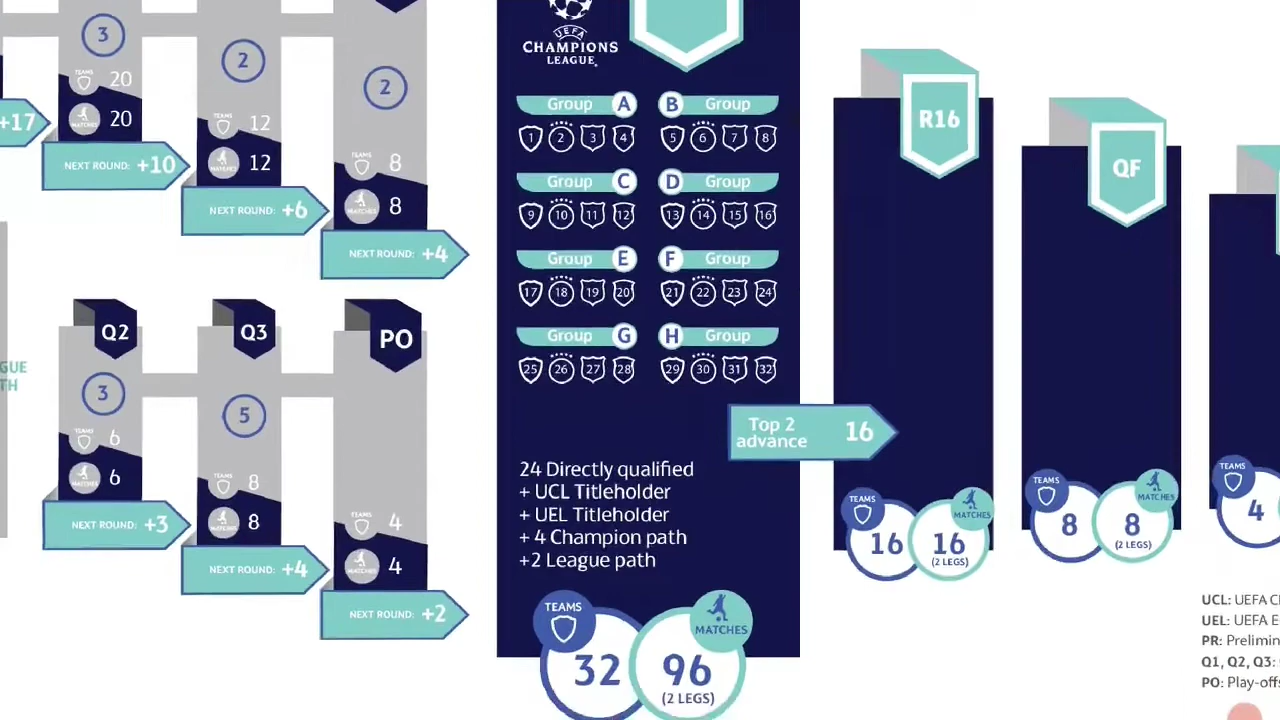 3
TEAMS 20
MATCHES 20
+17
NEXT ROUND: +10
2
TEAMS 12
MATCHES 12
NEXT ROUND: +6
2
TEAMS 8
MATCHES 8
NEXT ROUND: +4
GUE
TH
Q2
3
TEAMS 6
MATCHES 6
NEXT ROUND: +3
Q3
5
TEAMS 8
MATCHES 8
NEXT ROUND: +4
PO
TEAMS 4
MATCHES 4
NEXT ROUND: +2
UEFA
CHAMPIONS
LEAGUE
Group A
1 2 3 4
B Group
5 6 7 8
Group C
9 10 11 12
D Group
13 14 15 16
Group E
17 18 19 20
F Group
21 22 23 24
Group G
25 26 27 28
H Group
29 30 31 32
Top 2
advance 16
24 Directly qualified
+ UCL Titleholder
+ UEL Titleholder
+ 4 Champion path
+2 League path
TEAMS
32
MATCHES
96
(2 LEGS)
R16
TEAMS
16
MATCHES
16
(2 LEGS)
QF
TEAMS
8
MATCHES
8
(2 LEGS)
TEAMS
4
UCL: UEFA C
UEL: UEFA E
PR: Prelimin
Q1, Q2, Q3:
PO: Play-offs